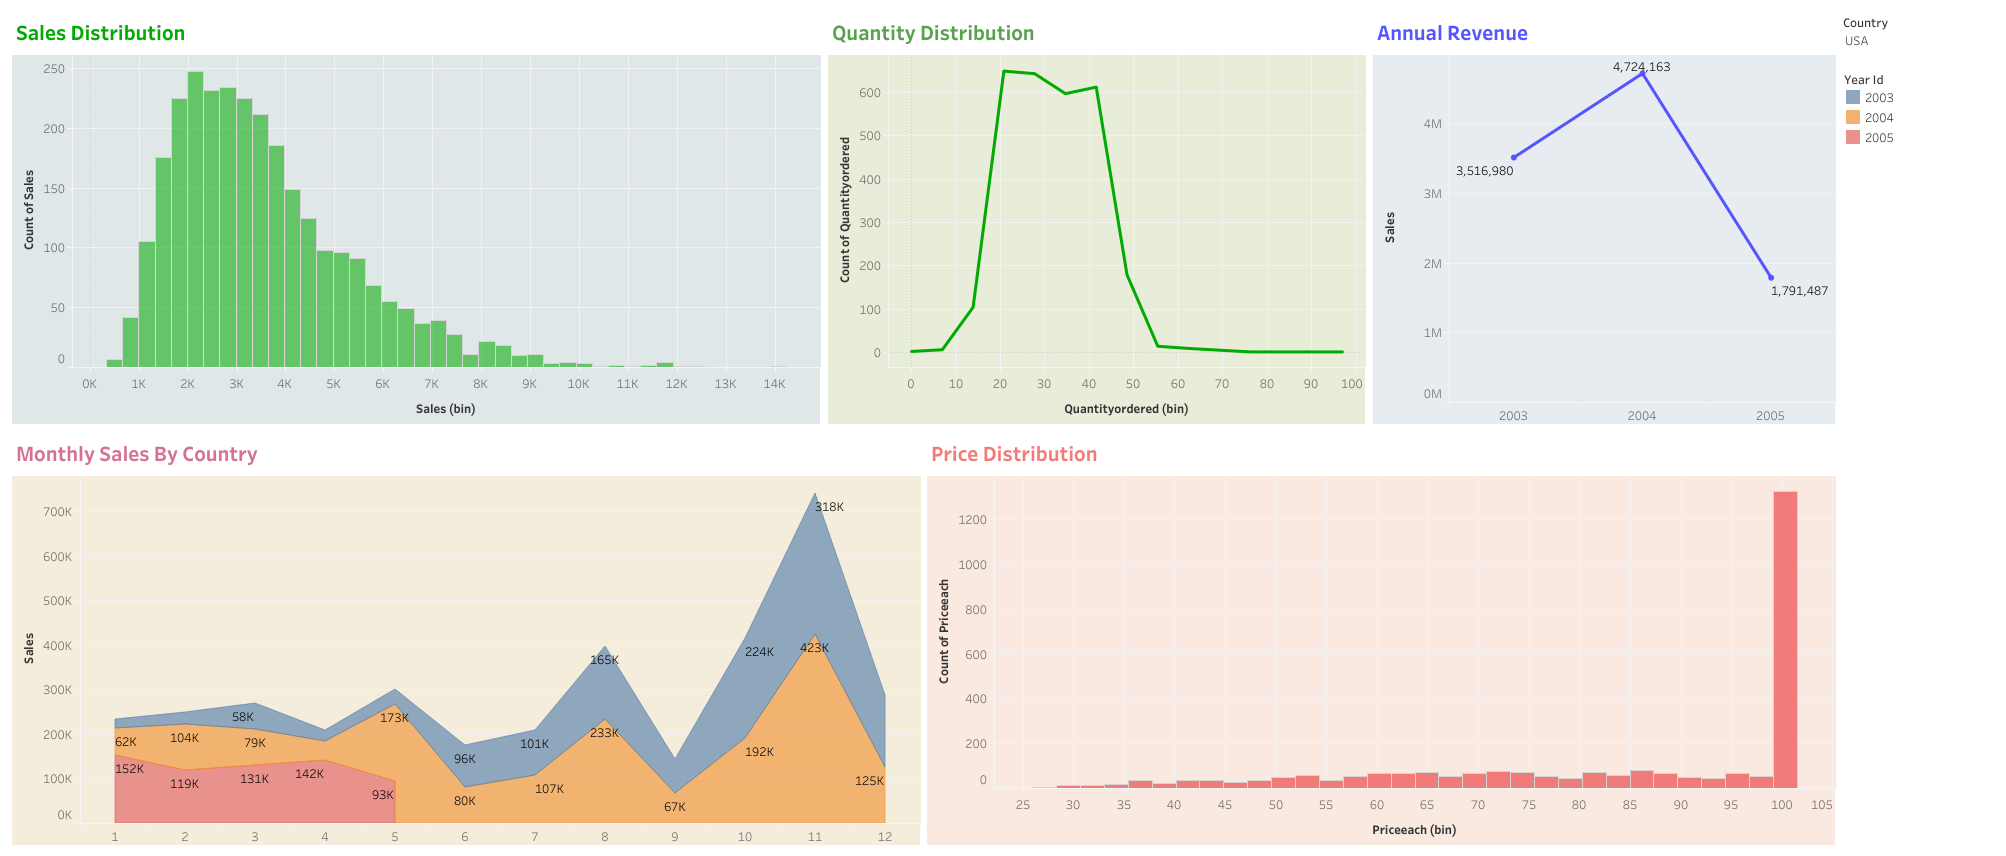 Sales Distribution
250
200
150
100
50
0
Count of Sales
0K 1K 2K 3K 4K 5K 6K 7K 8K 9K 10K 11K 12K 13K 14K
Sales (bin)
Quantity Distribution
600
500
400
300
200
100
0
Count of Quantityordered
0 10 20 30 40 50 60 70 80 90 100
Quantityordered (bin)
Annual Revenue
4,724,163
3,516,980
1,791,487
4M
3M
2M
1M
0M
Sales
2003 2004 2005
Country
USA
Year Id
2003
2004
2005
Monthly Sales By Country
700K
600K
500K
400K
300K
200K
100K
0K
Sales
318K
165K 224K 423K
58K 173K
62K 104K 79K 96K 101K 233K 192K
152K 119K 131K 142K 93K 80K 107K 67K 125K
1 2 3 4 5 6 7 8 9 10 11 12
Price Distribution
1200
1000
800
600
400
200
0
Count of Priceeach
25 30 35 40 45 50 55 60 65 70 75 80 85 90 95 100 105
Priceeach (bin)